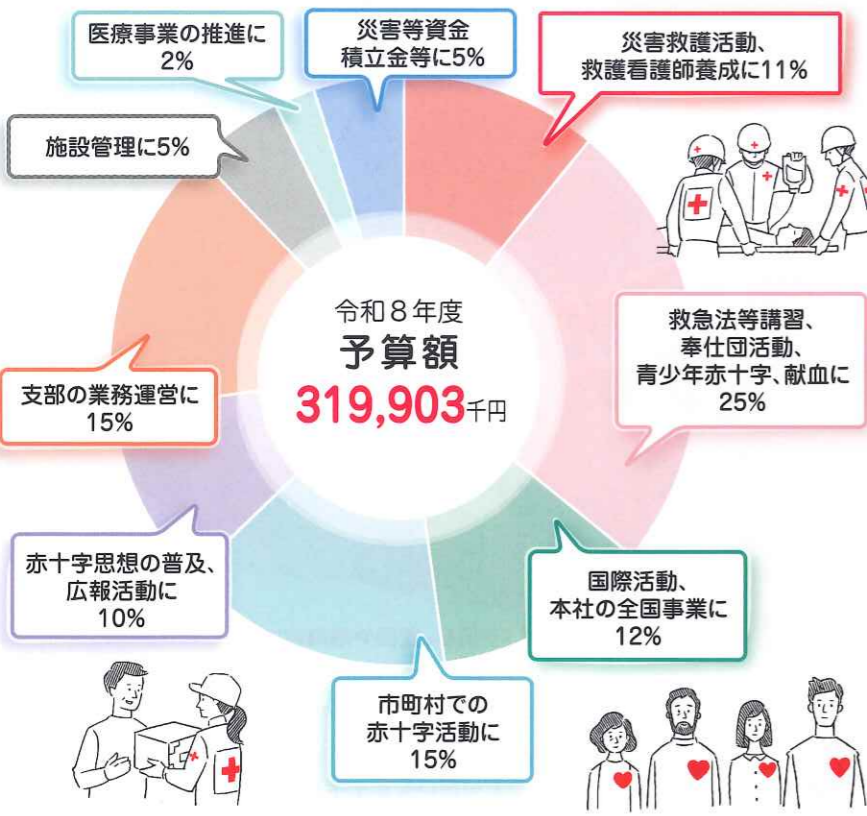 医療事業の推進に
2%
災害等資金
積立金等に5%
災害救護活動、
救護看護師養成に11%
施設管理に5%
令和8年度
予算額
319,903千円
救急法等講習、
奉仕団活動、
青少年赤十字、献血に
25%
支部の業務運営に
15%
赤十字思想の普及、
広報活動に
10%
国際活動、
本社の全国事業に
12%
市町村での
赤十字活動に
15%